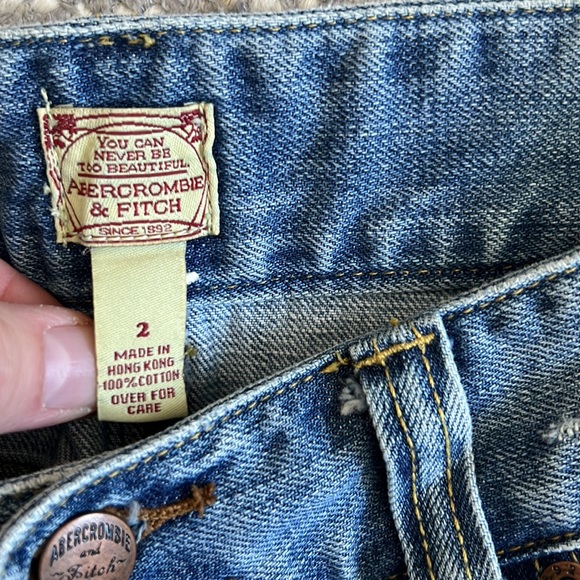 YOU CAN
NEVER BE
TOO BEAUTIFUL.
ABERCROMBIE
& FITCH
SINCE 1892
2
MADE IN
HONG KONG
100% COTTON
OVER FOR
CARE
ABERCROMBIE
and
Fitch